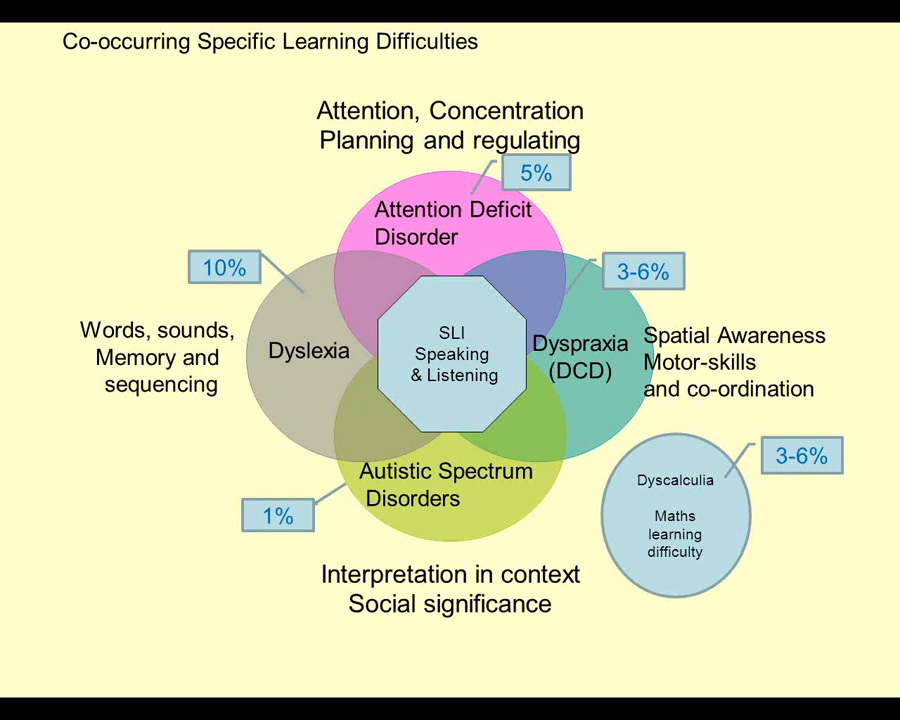 Co-occurring Specific Learning Difficulties
Attention, Concentration
Planning and regulating
5%
Attention Deficit
Disorder
10%
3-6%
Words, sounds,
Memory and
sequencing
Dyslexia
SLI
Speaking
& Listening
Dyspraxia
(DCD)
Spatial Awareness
Motor-skills
and co-ordination
Autistic Spectrum
Disorders
1%
3-6%
Dyscalculia
Maths
learning
difficulty
Interpretation in context
Social significance